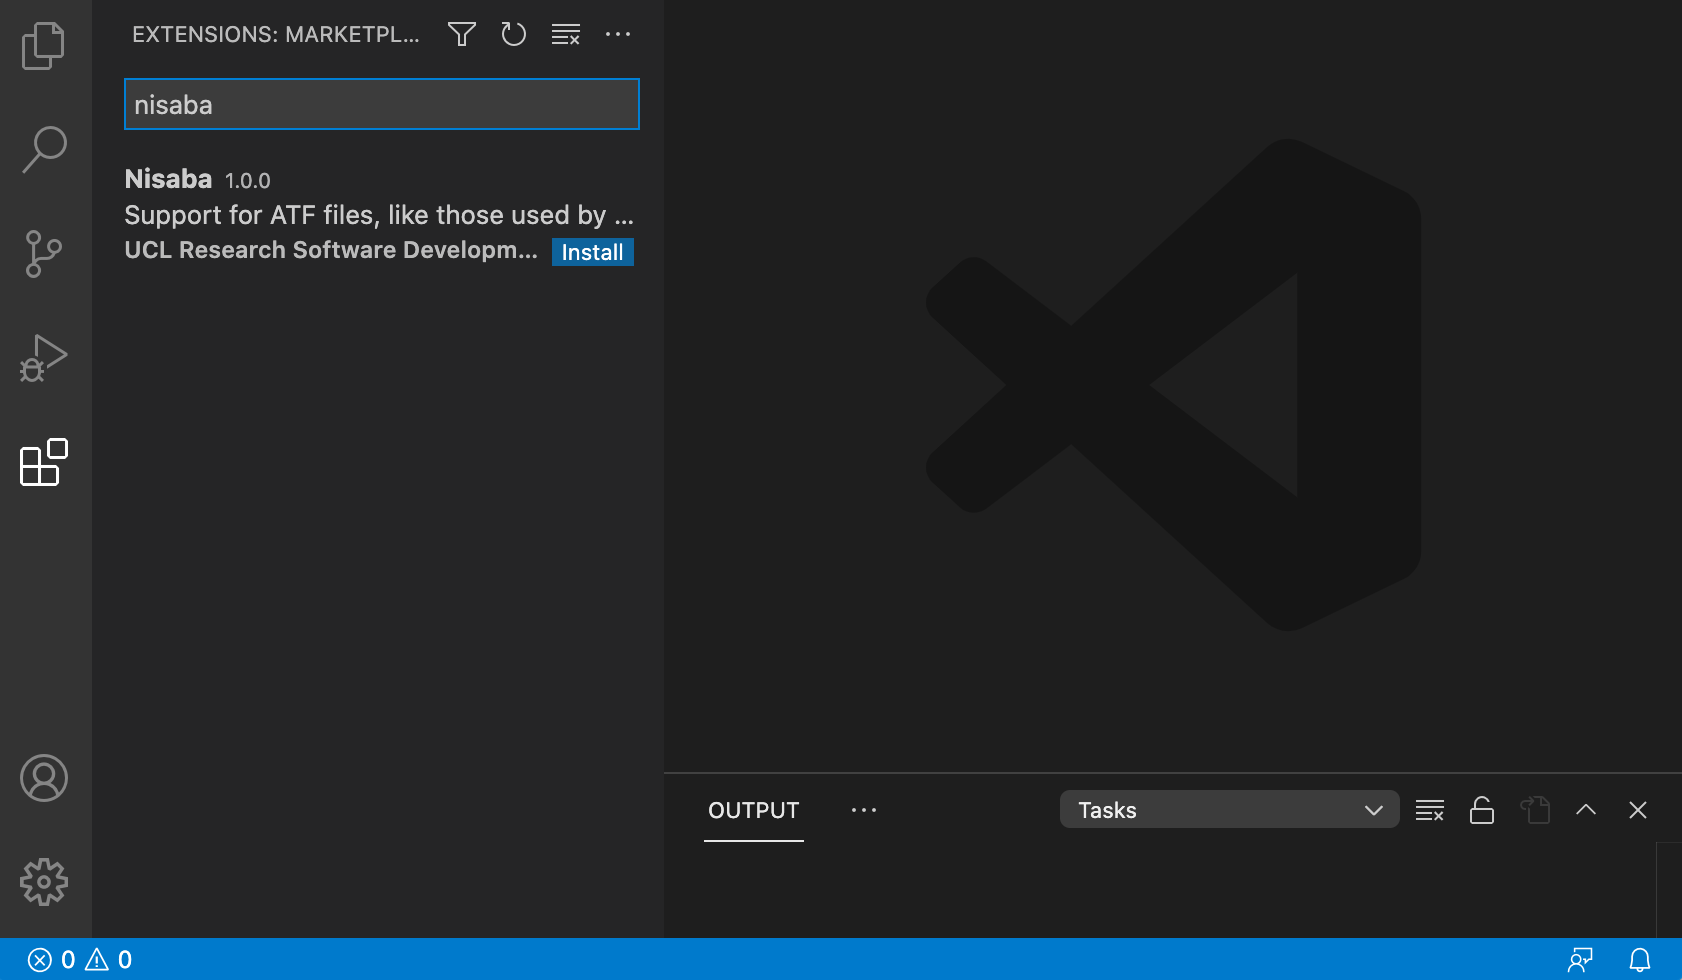 EXTENSIONS: MARKETPL...
nisaba
Nisaba 1.0.0
Support for ATF files, like those used by ...
UCL Research Software Developm... Install
OUTPUT
Tasks
0 0